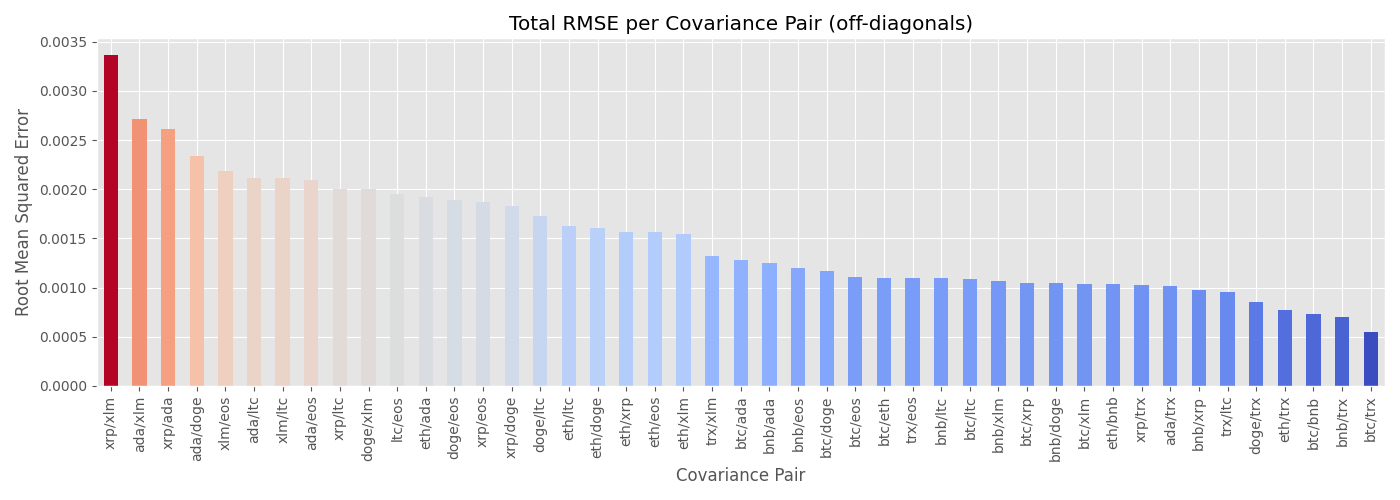 Total RMSE per Covariance Pair (off-diagonals)
Root Mean Squared Error
0.0035
0.0030
0.0025
0.0020
0.0015
0.0010
0.0005
0.0000
xrp/xlm
ada/xlm
xrp/ada
ada/doge
xlm/eos
ada/ltc
xlm/ltc
ada/eos
xrp/ltc
doge/xlm
ltc/eos
eth/ada
doge/eos
xrp/eos
xrp/doge
doge/ltc
eth/ltc
eth/doge
eth/xrp
eth/eos
eth/xlm
trx/xlm
btc/ada
bnb/ada
bnb/eos
btc/doge
btc/eos
btc/eth
trx/eos
bnb/ltc
btc/ltc
bnb/xlm
btc/xrp
bnb/doge
btc/xlm
eth/bnb
xrp/trx
ada/trx
bnb/xrp
trx/ltc
doge/trx
eth/trx
btc/bnb
bnb/trx
btc/trx
Covariance Pair